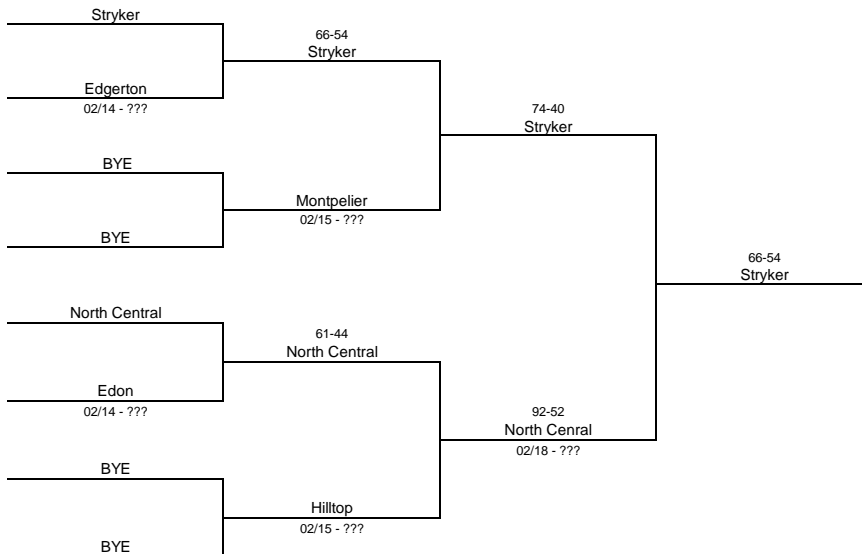 Stryker
66-54
Stryker
Edgerton
02/14 - ???
74-40
Stryker
BYE
Montpelier
02/15 - ???
BYE
66-54
Stryker
North Central
61-44
North Central
Edon
02/14 - ???
92-52
North Cenral
02/18 - ???
BYE
Hilltop
02/15 - ???
BYE